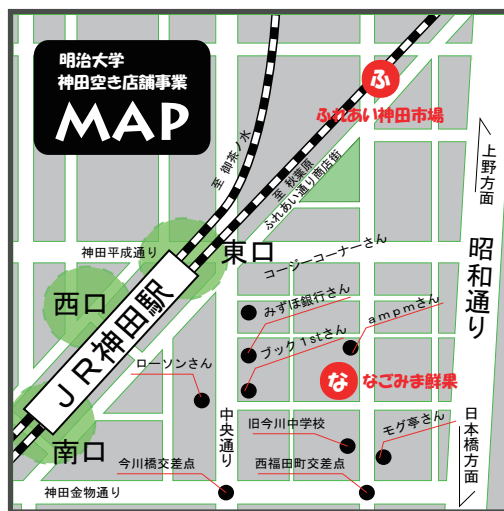 明治大学
神田空き店舗事業
MAP
ふ
ふれあい神田市場
至 御茶ノ水
至 秋葉原
ふれあい通り商店街
上野方面
昭和通り
神田平成通り
東口
コージーコーナーさん
西口
JR神田駅
みずほ銀行さん
ampmさん
ブック1stさん
ローソンさん
な
なごみま鮮果
中央通り
旧今川中学校
モグ亭さん
日本橋方面
南口
今川橋交差点
西福田町交差点
神田金物通り